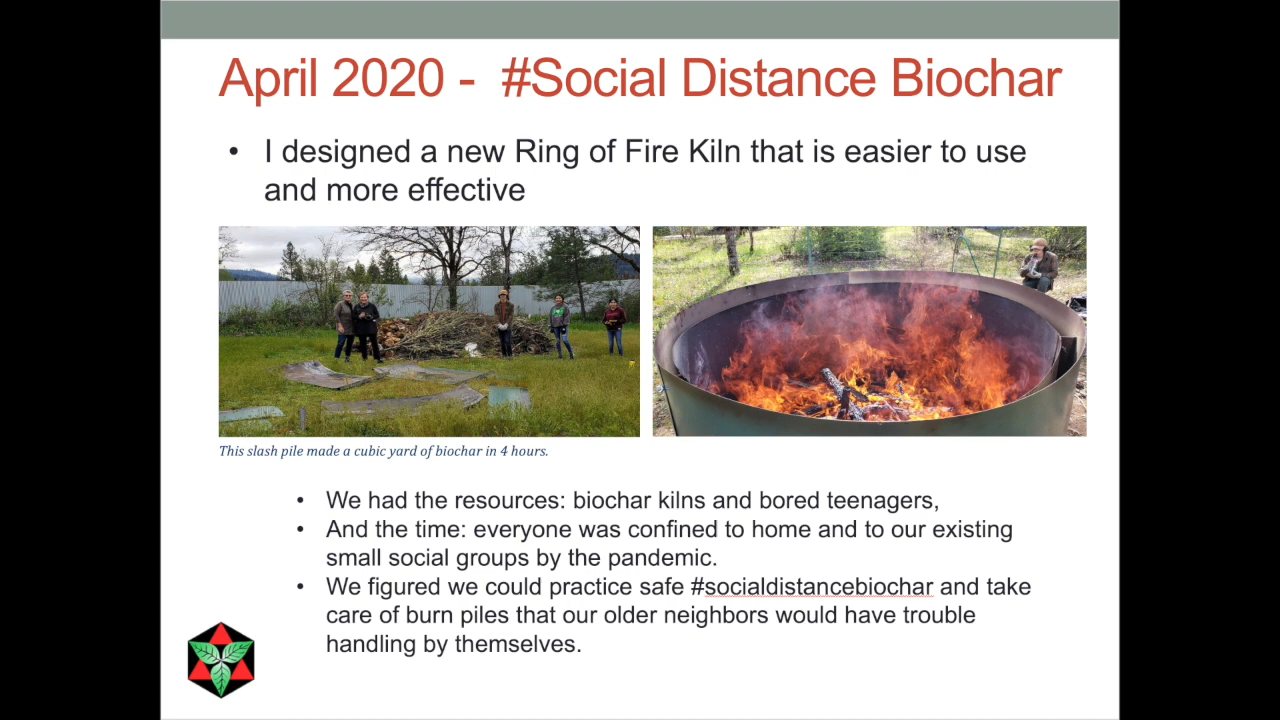 April 2020 - #Social Distance Biochar
• I designed a new Ring of Fire Kiln that is easier to use
and more effective
This slash pile made a cubic yard of biochar in 4 hours.
• We had the resources: biochar kilns and bored teenagers,
• And the time: everyone was confined to home and to our existing
small social groups by the pandemic.
• We figured we could practice safe #socialdistancebiochar and take
care of burn piles that our older neighbors would have trouble
handling by themselves.